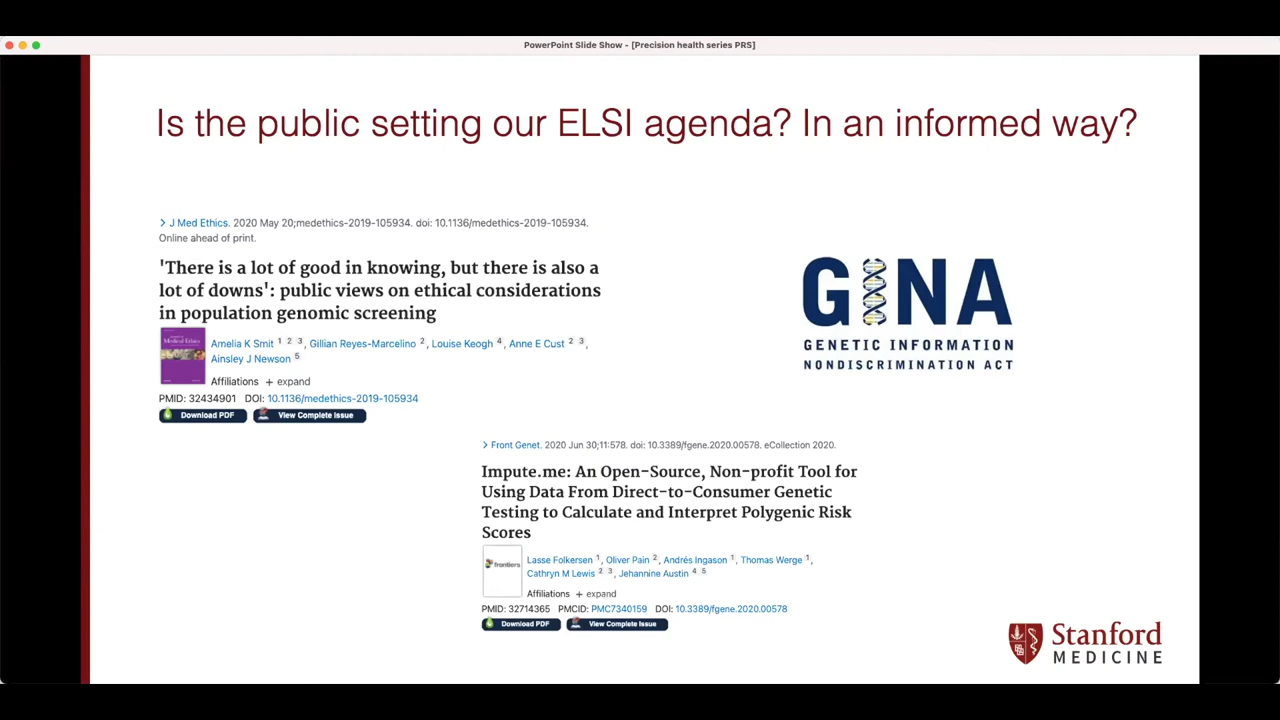 PowerPoint Slide Show - [Precision health series PRS]
Is the public setting our ELSI agenda? In an informed way?
> J Med Ethics. 2020 May 20;medethics-2019-105934. doi: 10.1136/medethics-2019-105934.
Online ahead of print.
'There is a lot of good in knowing, but there is also a
lot of downs': public views on ethical considerations
in population genomic screening
Amelia K Smit 1 2 3, Gillian Reyes-Marcelino 2, Louise Keogh 4, Anne E Cust 2 3,
Ainsley J Newson 5
Affiliations + expand
PMID: 32434901 DOI: 10.1136/medethics-2019-105934
Download PDF View Complete Issue
GINA
GENETIC INFORMATION
NONDISCRIMINATION ACT
> Front Genet. 2020 Jun 30;11:578. doi: 10.3389/fgene.2020.00578. eCollection 2020.
Impute.me: An Open-Source, Non-profit Tool for
Using Data From Direct-to-Consumer Genetic
Testing to Calculate and Interpret Polygenic Risk
Scores
frontiers
Lasse Folkersen 1, Oliver Pain 2, Andrés Ingason 1, Thomas Werge 1,
Cathryn M Lewis 2 3, Jehannine Austin 4 5
Affiliations + expand
PMID: 32714365 PMCID: PMC7340159 DOI: 10.3389/fgene.2020.00578
Download PDF View Complete Issue
Stanford
MEDICINE